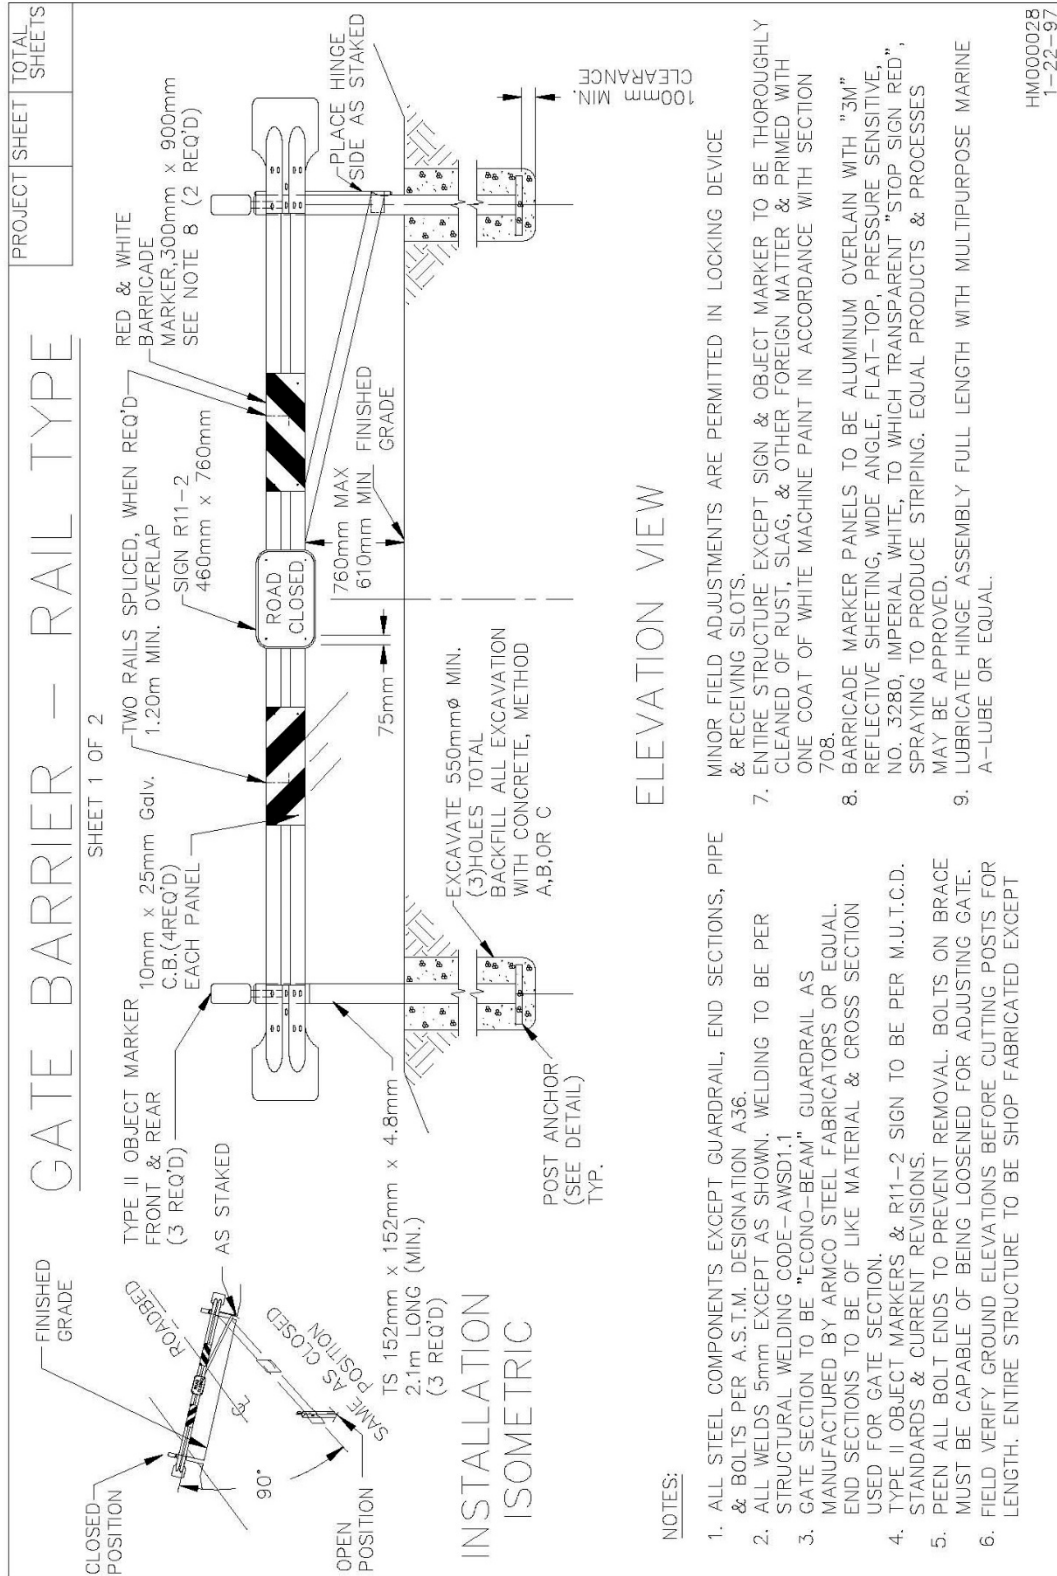 GATE BARRIER - RAIL TYPE
SHEET 1 OF 2
PROJECT
SHEET
TOTAL
SHEETS
CLOSED
POSITION
FINISHED
GRADE
ROADBED
℄
AS STAKED
90°
SAME AS CLOSED
POSITION
OPEN
POSITION
INSTALLATION
ISOMETRIC
TYPE II OBJECT MARKER
FRONT & REAR
(3 REQ'D)
10mm x 25mm Galv.
C.B.(4REQ'D)
EACH PANEL
TWO RAILS SPLICED, WHEN REQ'D
1.20m MIN. OVERLAP
SIGN R11-2
460mm x 760mm
RED & WHITE
BARRICADE
MARKER,300mm x 900mm
SEE NOTE 8 (2 REQ'D)
ROAD
CLOSED
PLACE HINGE
SIDE AS STAKED
75mm
760mm MAX
610mm MIN
FINISHED
GRADE
TS 152mm x 152mm x 4.8mm
2.1m LONG (MIN.)
(3 REQ'D)
POST ANCHOR
(SEE DETAIL)
TYP.
EXCAVATE 550mmø MIN.
(3)HOLES TOTAL
BACKFILL ALL EXCAVATION
WITH CONCRETE, METHOD
A,B,OR C
100mm MIN.
CLEARANCE
ELEVATION VIEW
NOTES:
1. ALL STEEL COMPONENTS EXCEPT GUARDRAIL, END SECTIONS, PIPE
& BOLTS PER A.S.T.M. DESIGNATION A36.
2. ALL WELDS 5mm EXCEPT AS SHOWN. WELDING TO BE PER
STRUCTURAL WELDING CODE-AWSD1.1
3. GATE SECTION TO BE "ECONO-BEAM" GUARDRAIL AS
MANUFACTURED BY ARMCO STEEL FABRICATORS OR EQUAL.
END SECTIONS TO BE OF LIKE MATERIAL & CROSS SECTION
USED FOR GATE SECTION.
4. TYPE II OBJECT MARKERS & R11-2 SIGN TO BE PER M.U.T.C.D.
STANDARDS & CURRENT REVISIONS.
5. PEEN ALL BOLT ENDS TO PREVENT REMOVAL. BOLTS ON BRACE
MUST BE CAPABLE OF BEING LOOSENED FOR ADJUSTING GATE.
6. FIELD VERIFY GROUND ELEVATIONS BEFORE CUTTING POSTS FOR
LENGTH. ENTIRE STRUCTURE TO BE SHOP FABRICATED EXCEPT
MINOR FIELD ADJUSTMENTS ARE PERMITTED IN LOCKING DEVICE
& RECEIVING SLOTS.
7. ENTIRE STRUCTURE EXCEPT SIGN & OBJECT MARKER TO BE THOROUGHLY
CLEANED OF RUST, SLAG, & OTHER FOREIGN MATTER & PRIMED WITH
ONE COAT OF WHITE MACHINE PAINT IN ACCORDANCE WITH SECTION
708.
8. BARRICADE MARKER PANELS TO BE ALUMINUM OVERLAIN WITH "3M"
REFLECTIVE SHEETING, WIDE ANGLE, FLAT-TOP, PRESSURE SENSITIVE,
NO. 3280, IMPERIAL WHITE, TO WHICH TRANSPARENT "STOP SIGN RED",
SPRAYING TO PRODUCE STRIPING. EQUAL PRODUCTS & PROCESSES
MAY BE APPROVED.
9. LUBRICATE HINGE ASSEMBLY FULL LENGTH WITH MULTIPURPOSE MARINE
A-LUBE OR EQUAL.
HM000028
1-22-97